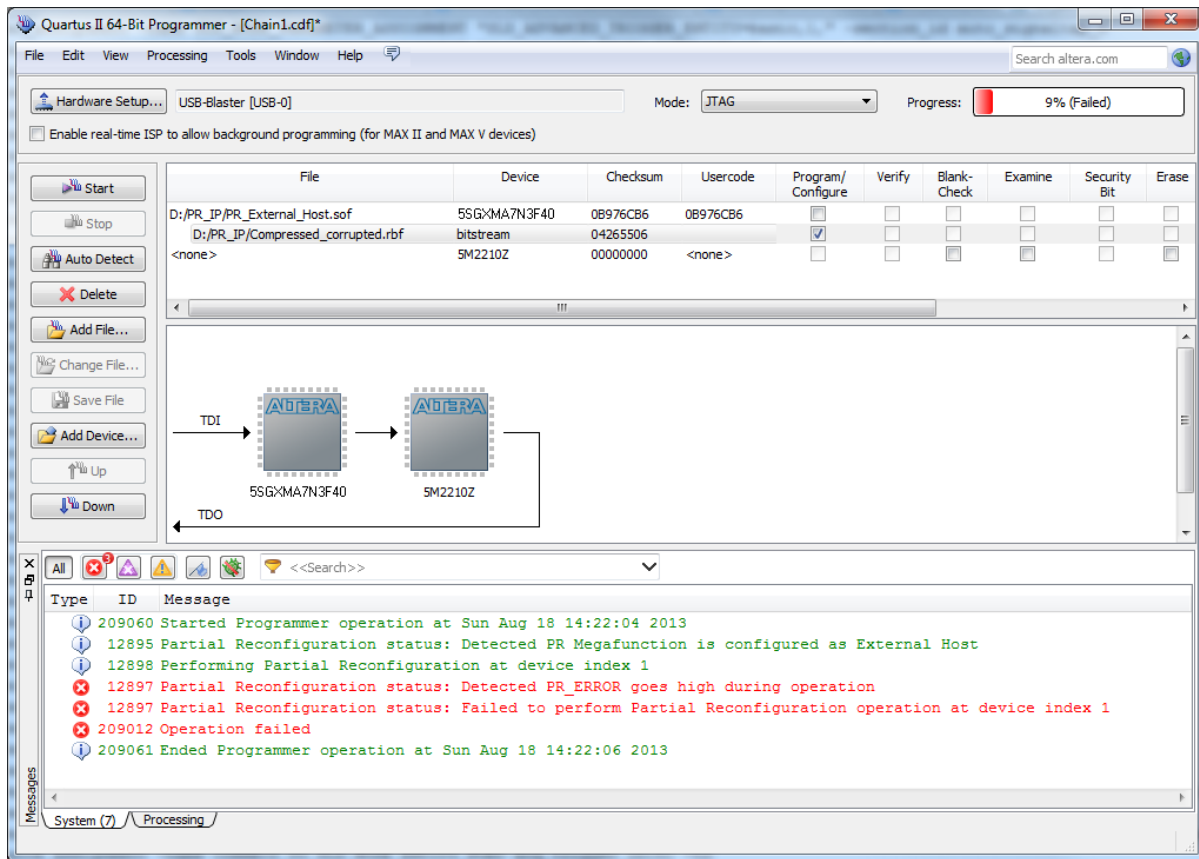 Quartus II 64-Bit Programmer - [Chain1.cdf]*
File Edit View Processing Tools Window Help
Search altera.com
Hardware Setup...
USB-Blaster [USB-0]
Mode: JTAG
Progress: 9% (Failed)
Enable real-time ISP to allow background programming (for MAX II and MAX V devices)
Start
Stop
Auto Detect
Delete
Add File...
Change File...
Save File
Add Device...
Up
Down
File Device Checksum Usercode Program/Configure Verify Blank-Check Examine Security Bit Erase
D:/PR_IP/PR_External_Host.sof 5SGXMA7N3F40 0B976CB6 0B976CB6
D:/PR_IP/Compressed_corrupted.rbf bitstream 04265506
<none> 5M2210Z 00000000 <none>
TDI
ALTERA ALTERA
5SGXMA7N3F40 5M2210Z
TDO
All 3 <<Search>>
Type ID Message
209060 Started Programmer operation at Sun Aug 18 14:22:04 2013
12895 Partial Reconfiguration status: Detected PR Megafunction is configured as External Host
12898 Performing Partial Reconfiguration at device index 1
12897 Partial Reconfiguration status: Detected PR_ERROR goes high during operation
12897 Partial Reconfiguration status: Failed to perform Partial Reconfiguration operation at device index 1
209012 Operation failed
209061 Ended Programmer operation at Sun Aug 18 14:22:06 2013
Messages
System (7) Processing